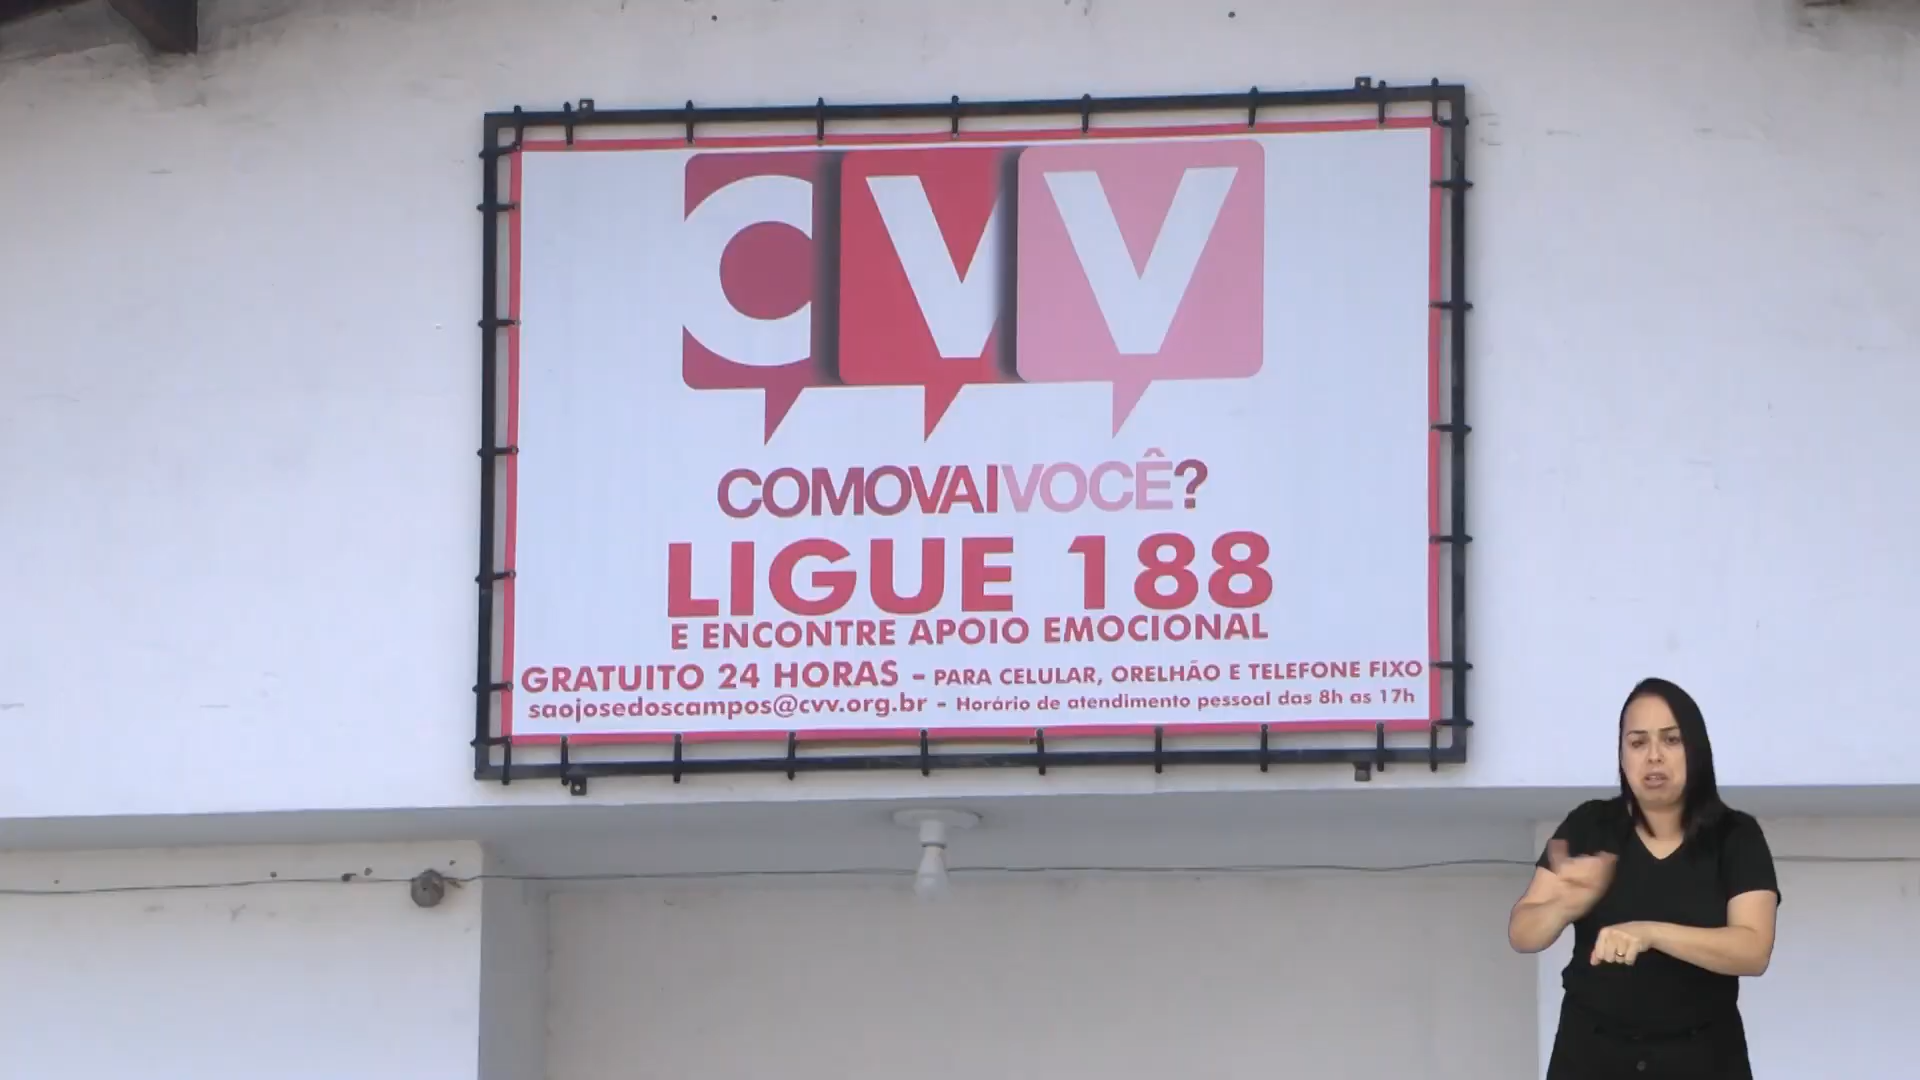 CVV
COMOVAIVOCÊ?
LIGUE 188
E ENCONTRE APOIO EMOCIONAL
GRATUITO 24 HORAS - PARA CELULAR, ORELHÃO E TELEFONE FIXO
saojosedoscampos@cvv.org.br - Horário de atendimento pessoal das 8h as 17h